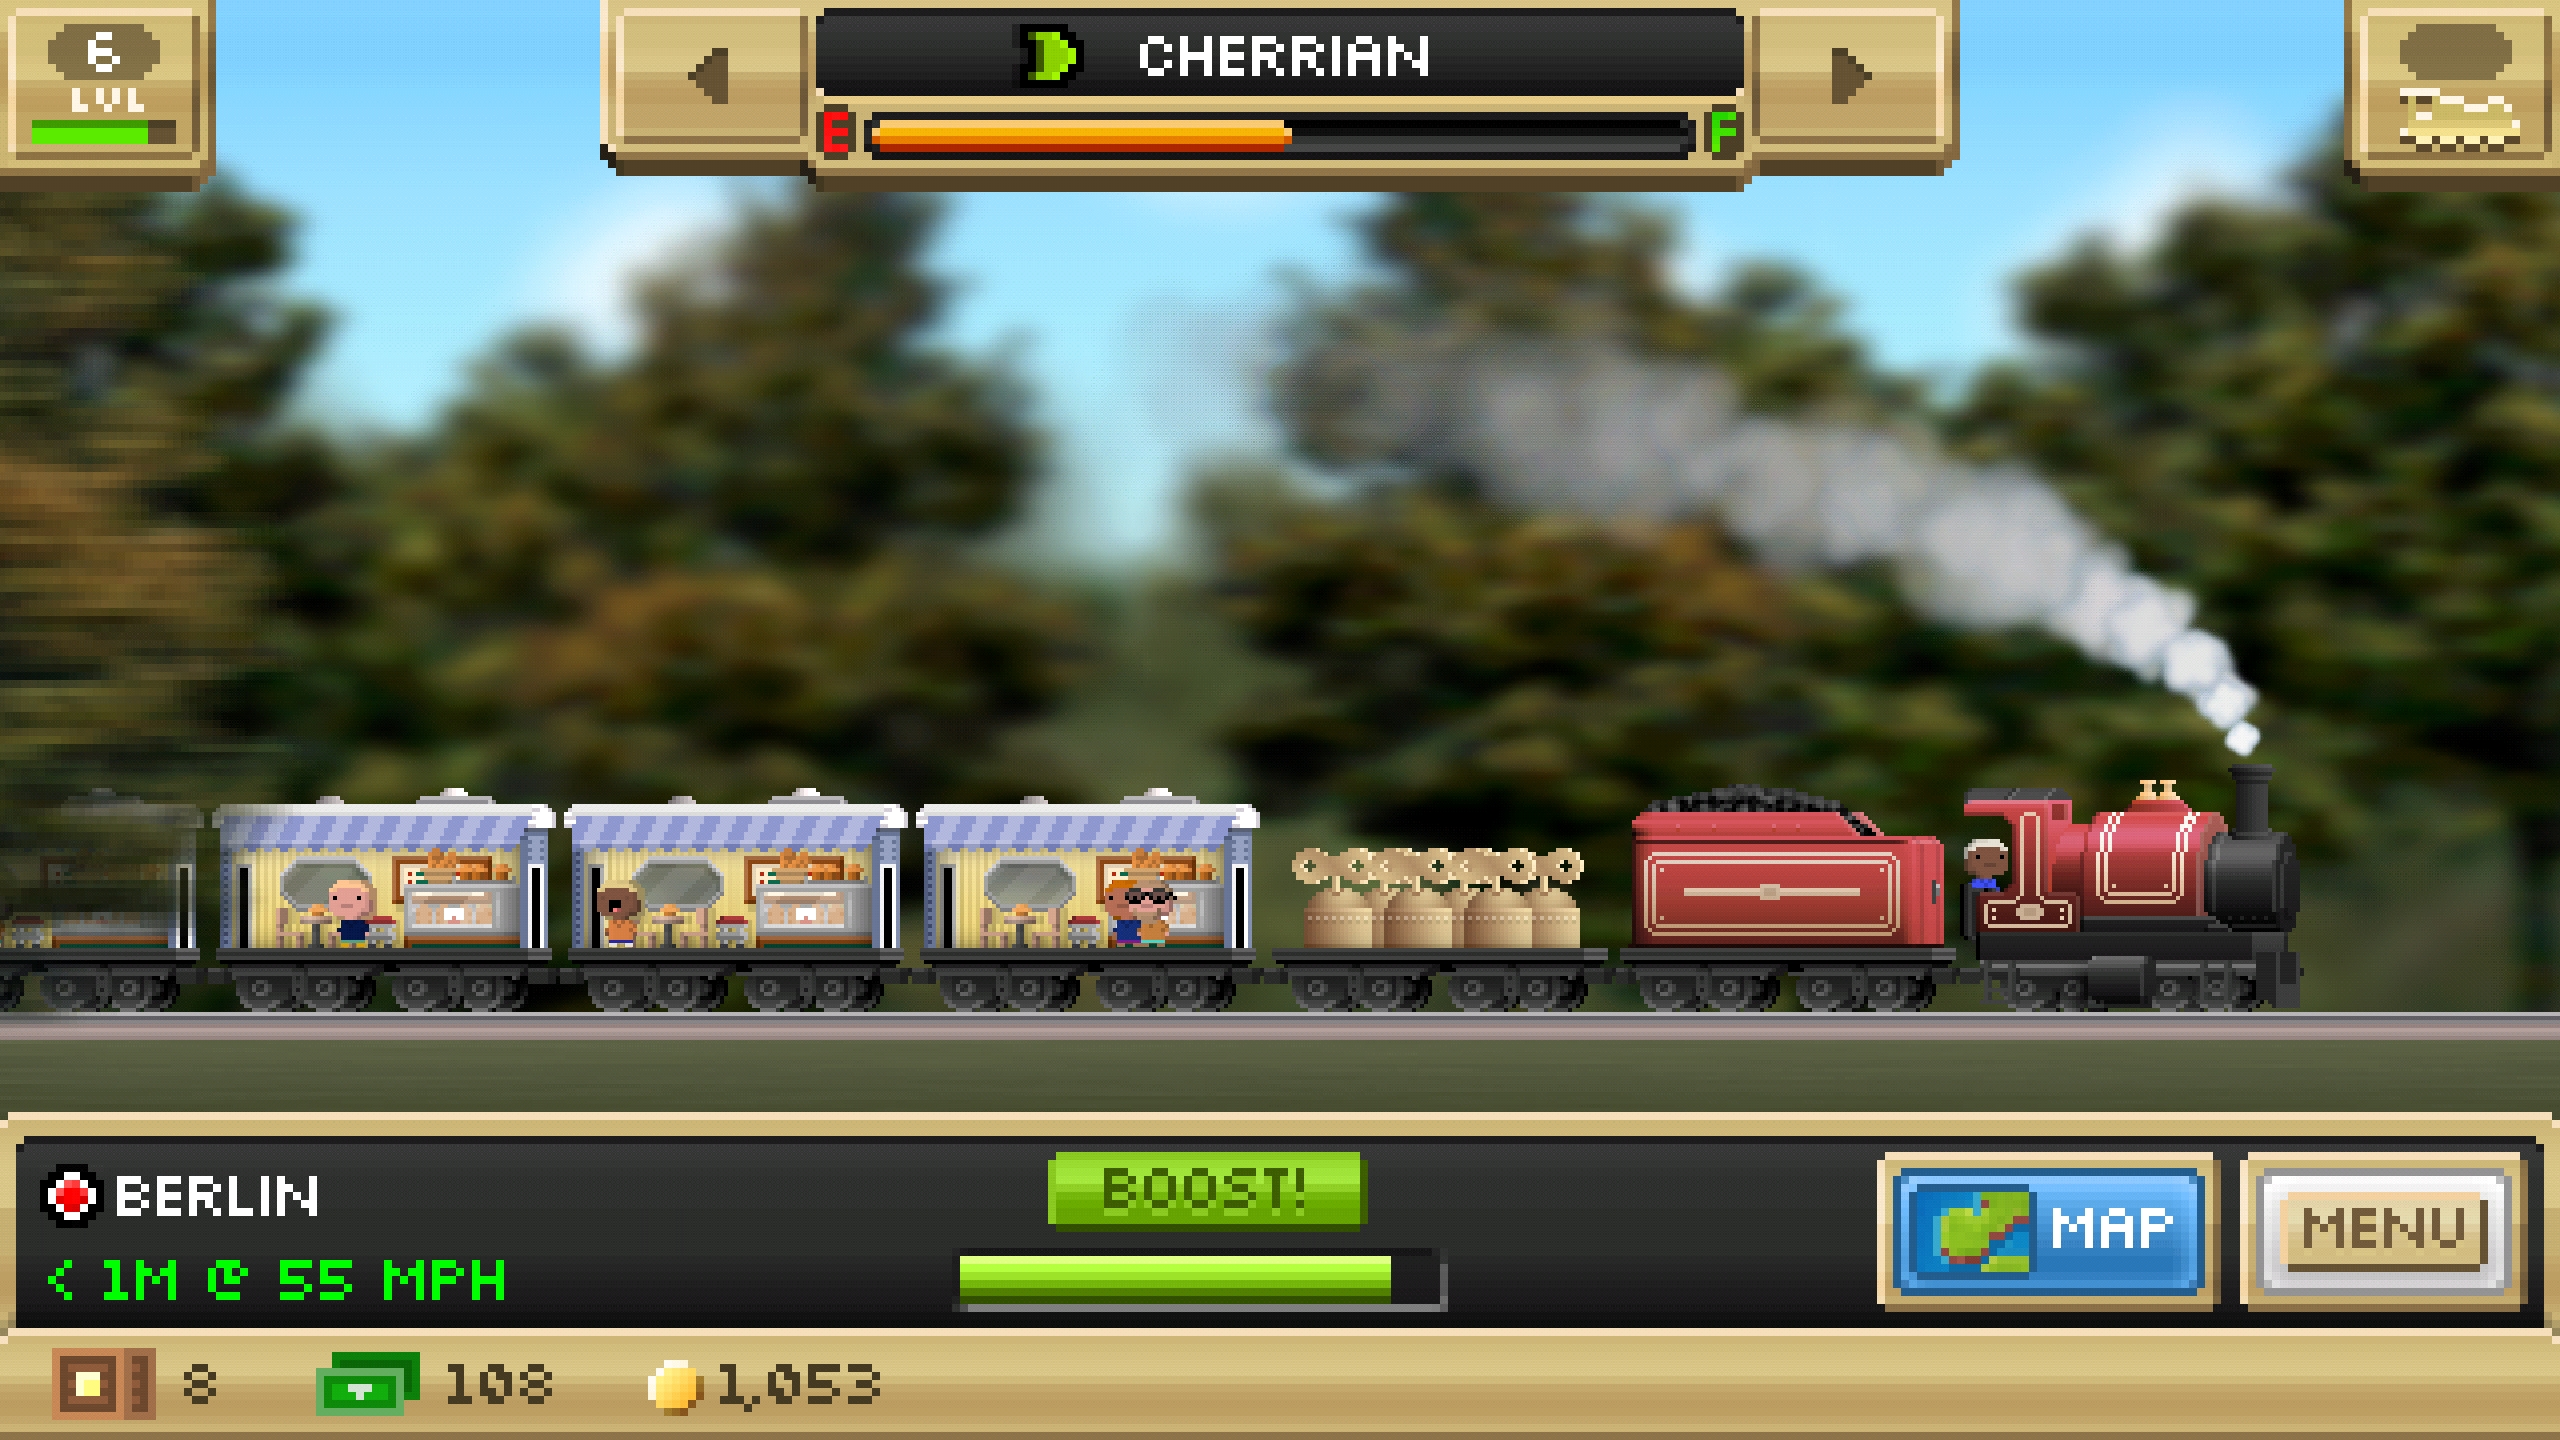 6
LVL
CHERRIAN
E F
BERLIN
< 1M @ 55 MPH
BOOST!
MAP
MENU
8
108
1,053